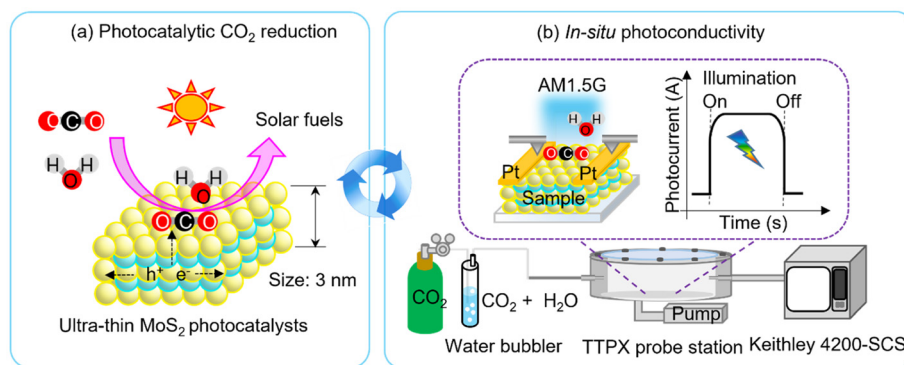 (a) Photocatalytic CO₂ reduction
O C O
H H
O
Solar fuels
H H
O
O C O
h⁺ e⁻
Size: 3 nm
Ultra-thin MoS₂ photocatalysts
(b) In-situ photoconductivity
AM1.5G
H H
O
O C O
Pt Pt
Sample
Illumination
On Off
Photocurrent (A)
Time (s)
CO₂
CO₂ + H₂O
Pump
Water bubbler
TTPX probe station
Keithley 4200-SCS